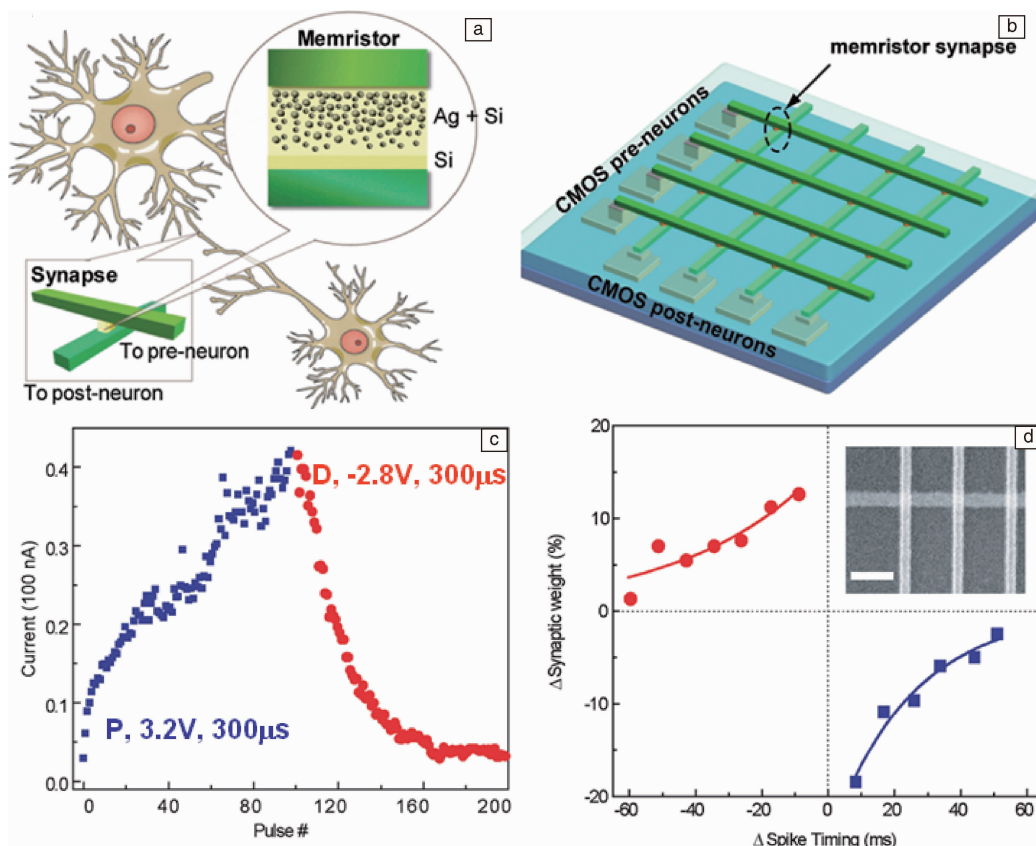 a
Memristor
Ag + Si
Si
Synapse
To pre-neuron
To post-neuron
b
memristor synapse
CMOS pre-neurons
CMOS post-neurons
c
D, -2.8V, 300µs
P, 3.2V, 300µs
Current (100 nA)
0.4
0.3
0.2
0.1
0.0
0 40 80 120 160 200
Pulse #
d
Δ Synaptic weight (%)
20
10
0
-10
-20
-60 -40 -20 0 20 40 60
Δ Spike Timing (ms)